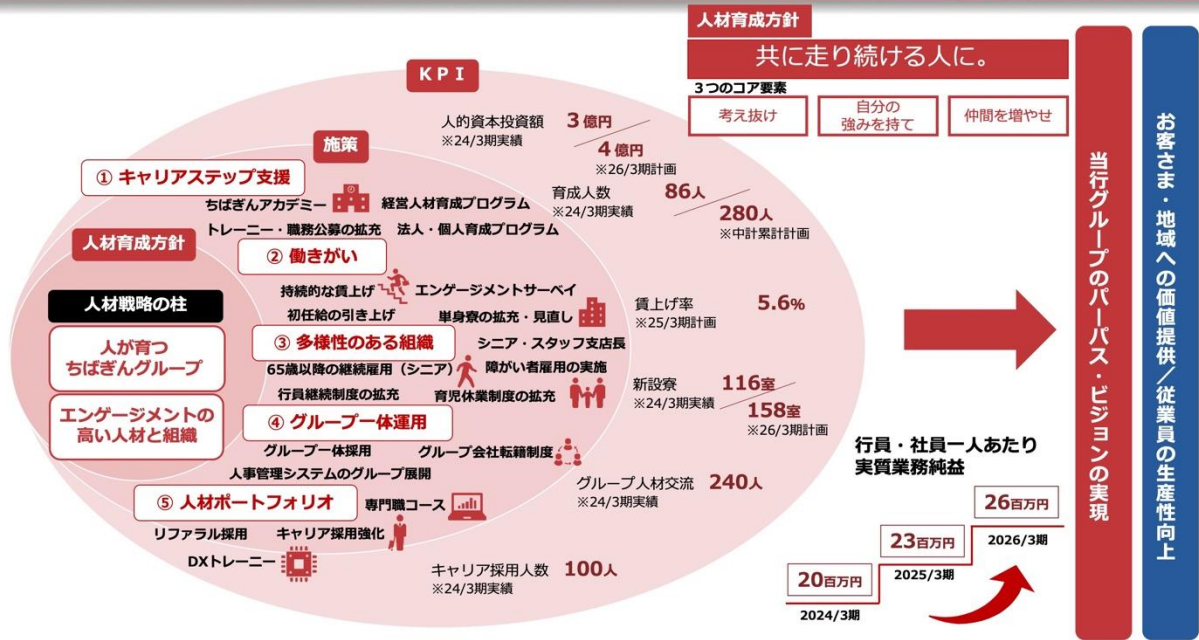 人材育成方針
共に走り続ける人に。
3つのコア要素
考え抜け
自分の
強みを持て
仲間を増やせ
KPI
人的資本投資額
※24/3期実績
3億円
4億円
※26/3期計画
育成人数
※24/3期実績
86人
280人
※中計累計計画
賃上げ率
※25/3期計画
5.6%
新設寮
※24/3期実績
116室
158室
※26/3期計画
グループ人材交流
※24/3期実績
240人
キャリア採用人数
※24/3期実績
100人
施策
① キャリアステップ支援
ちばぎんアカデミー
経営人材育成プログラム
トレーニー・職務公募の拡充
法人・個人育成プログラム
② 働きがい
持続的な賃上げ
エンゲージメントサーベイ
初任給の引き上げ
単身寮の拡充・見直し
③ 多様性のある組織
シニア・スタッフ支店長
65歳以降の継続雇用（シニア）
障がい者雇用の実施
行員継続制度の拡充
育児休業制度の拡充
④ グループ一体運用
グループ一体採用
グループ会社転籍制度
人事管理システムのグループ展開
⑤ 人材ポートフォリオ
専門職コース
リファラル採用
キャリア採用強化
DXトレーニー
人材育成方針
人材戦略の柱
人が育つ
ちばぎんグループ
エンゲージメントの
高い人材と組織
行員・社員一人あたり
実質業務純益
20百万円
2024/3期
23百万円
2025/3期
26百万円
2026/3期
当行グループのパーパス・ビジョンの実現
お客さま・地域への価値提供／従業員の生産性向上